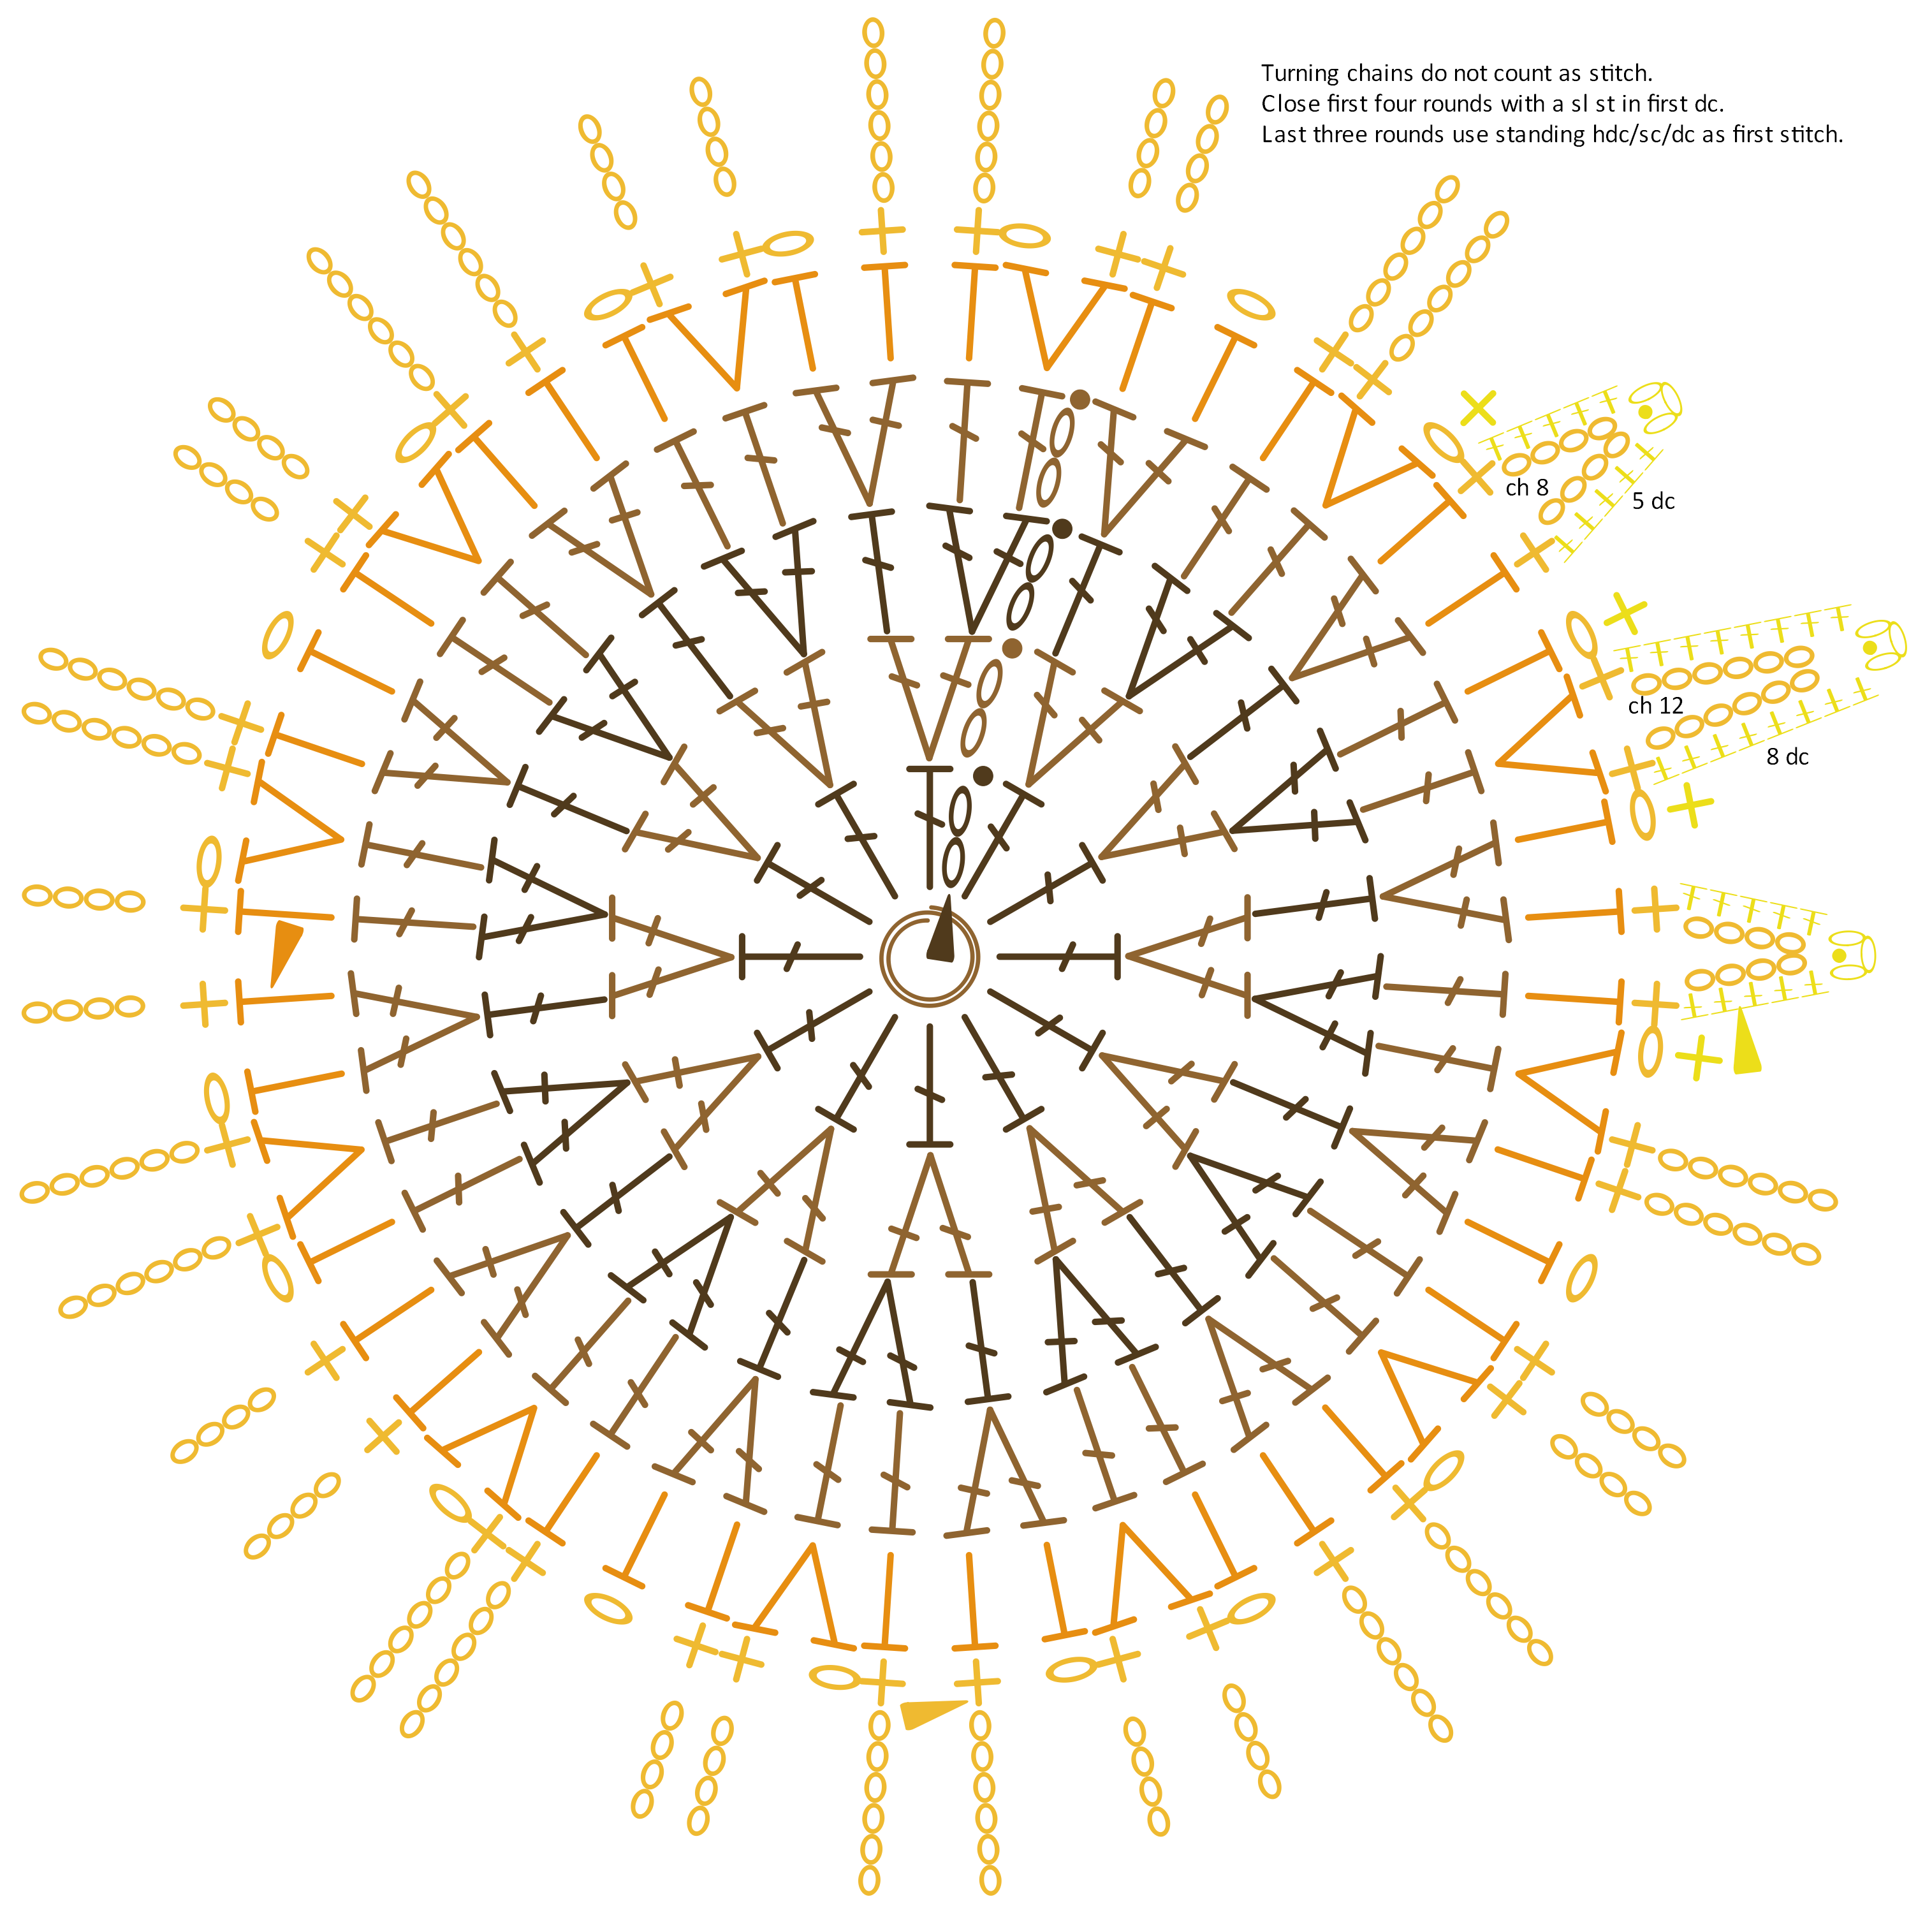 Turning chains do not count as stitch.
Close first four rounds with a sl st in first dc.
Last three rounds use standing hdc/sc/dc as first stitch.
ch 8
5 dc
ch 12
8 dc